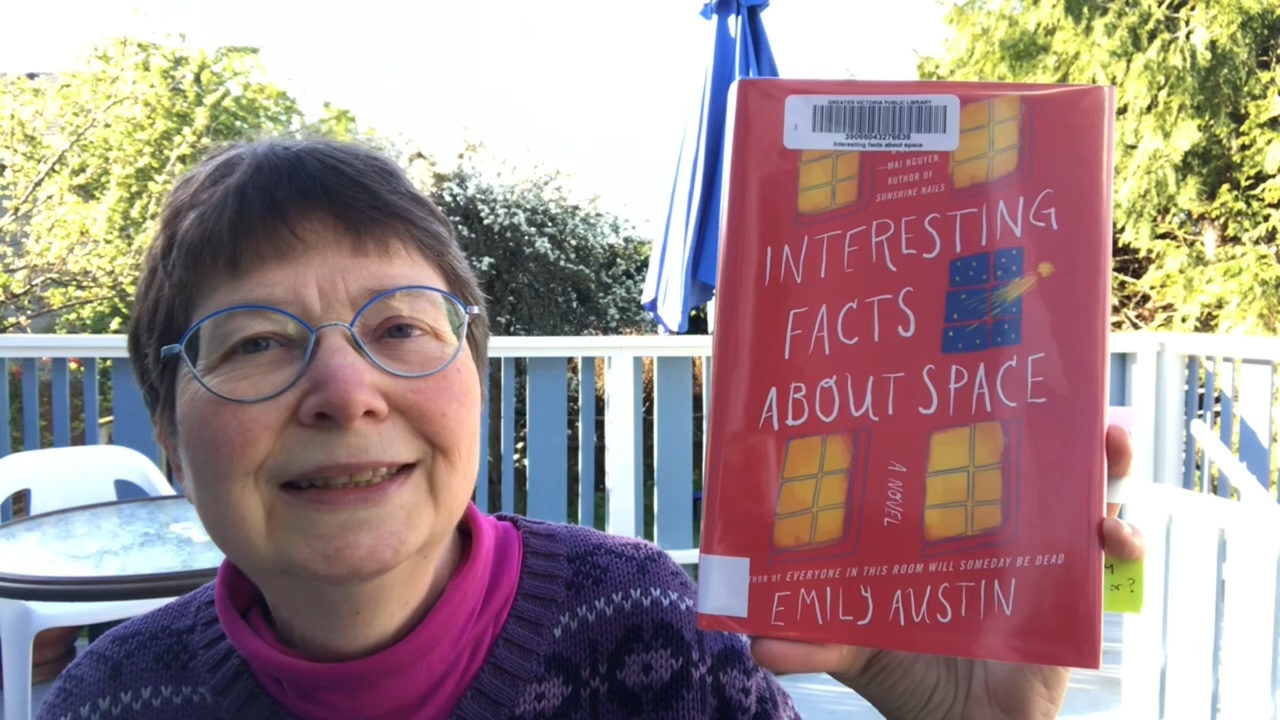 GREATER VICTORIA PUBLIC LIBRARY
39066043276639
Interesting facts about space
—MAI NGUYEN,
AUTHOR OF
SUNSHINE NAILS
INTERESTING
FACTS
ABOUT SPACE
A NOVEL
OF EVERYONE IN THIS ROOM WILL SOMEDAY BE DEAD
EMILY AUSTIN